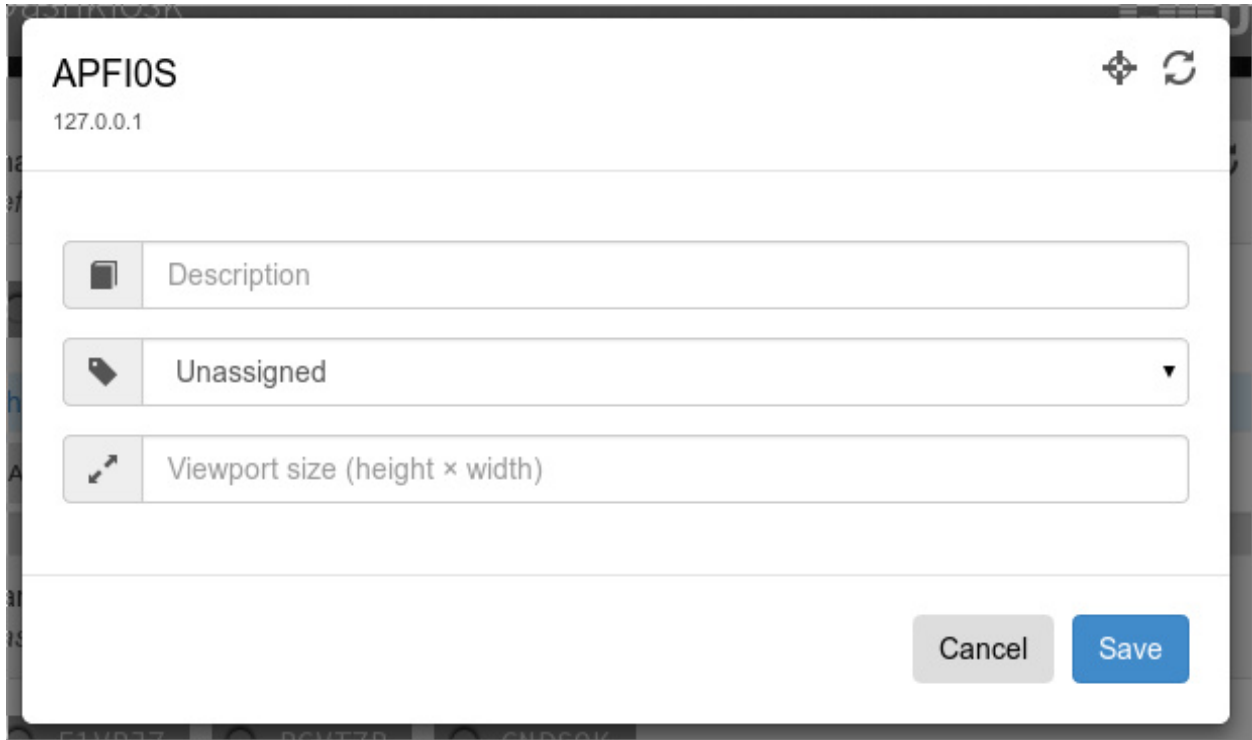 APFI0S
127.0.0.1
Description
Unassigned
Viewport size (height × width)
Cancel
Save